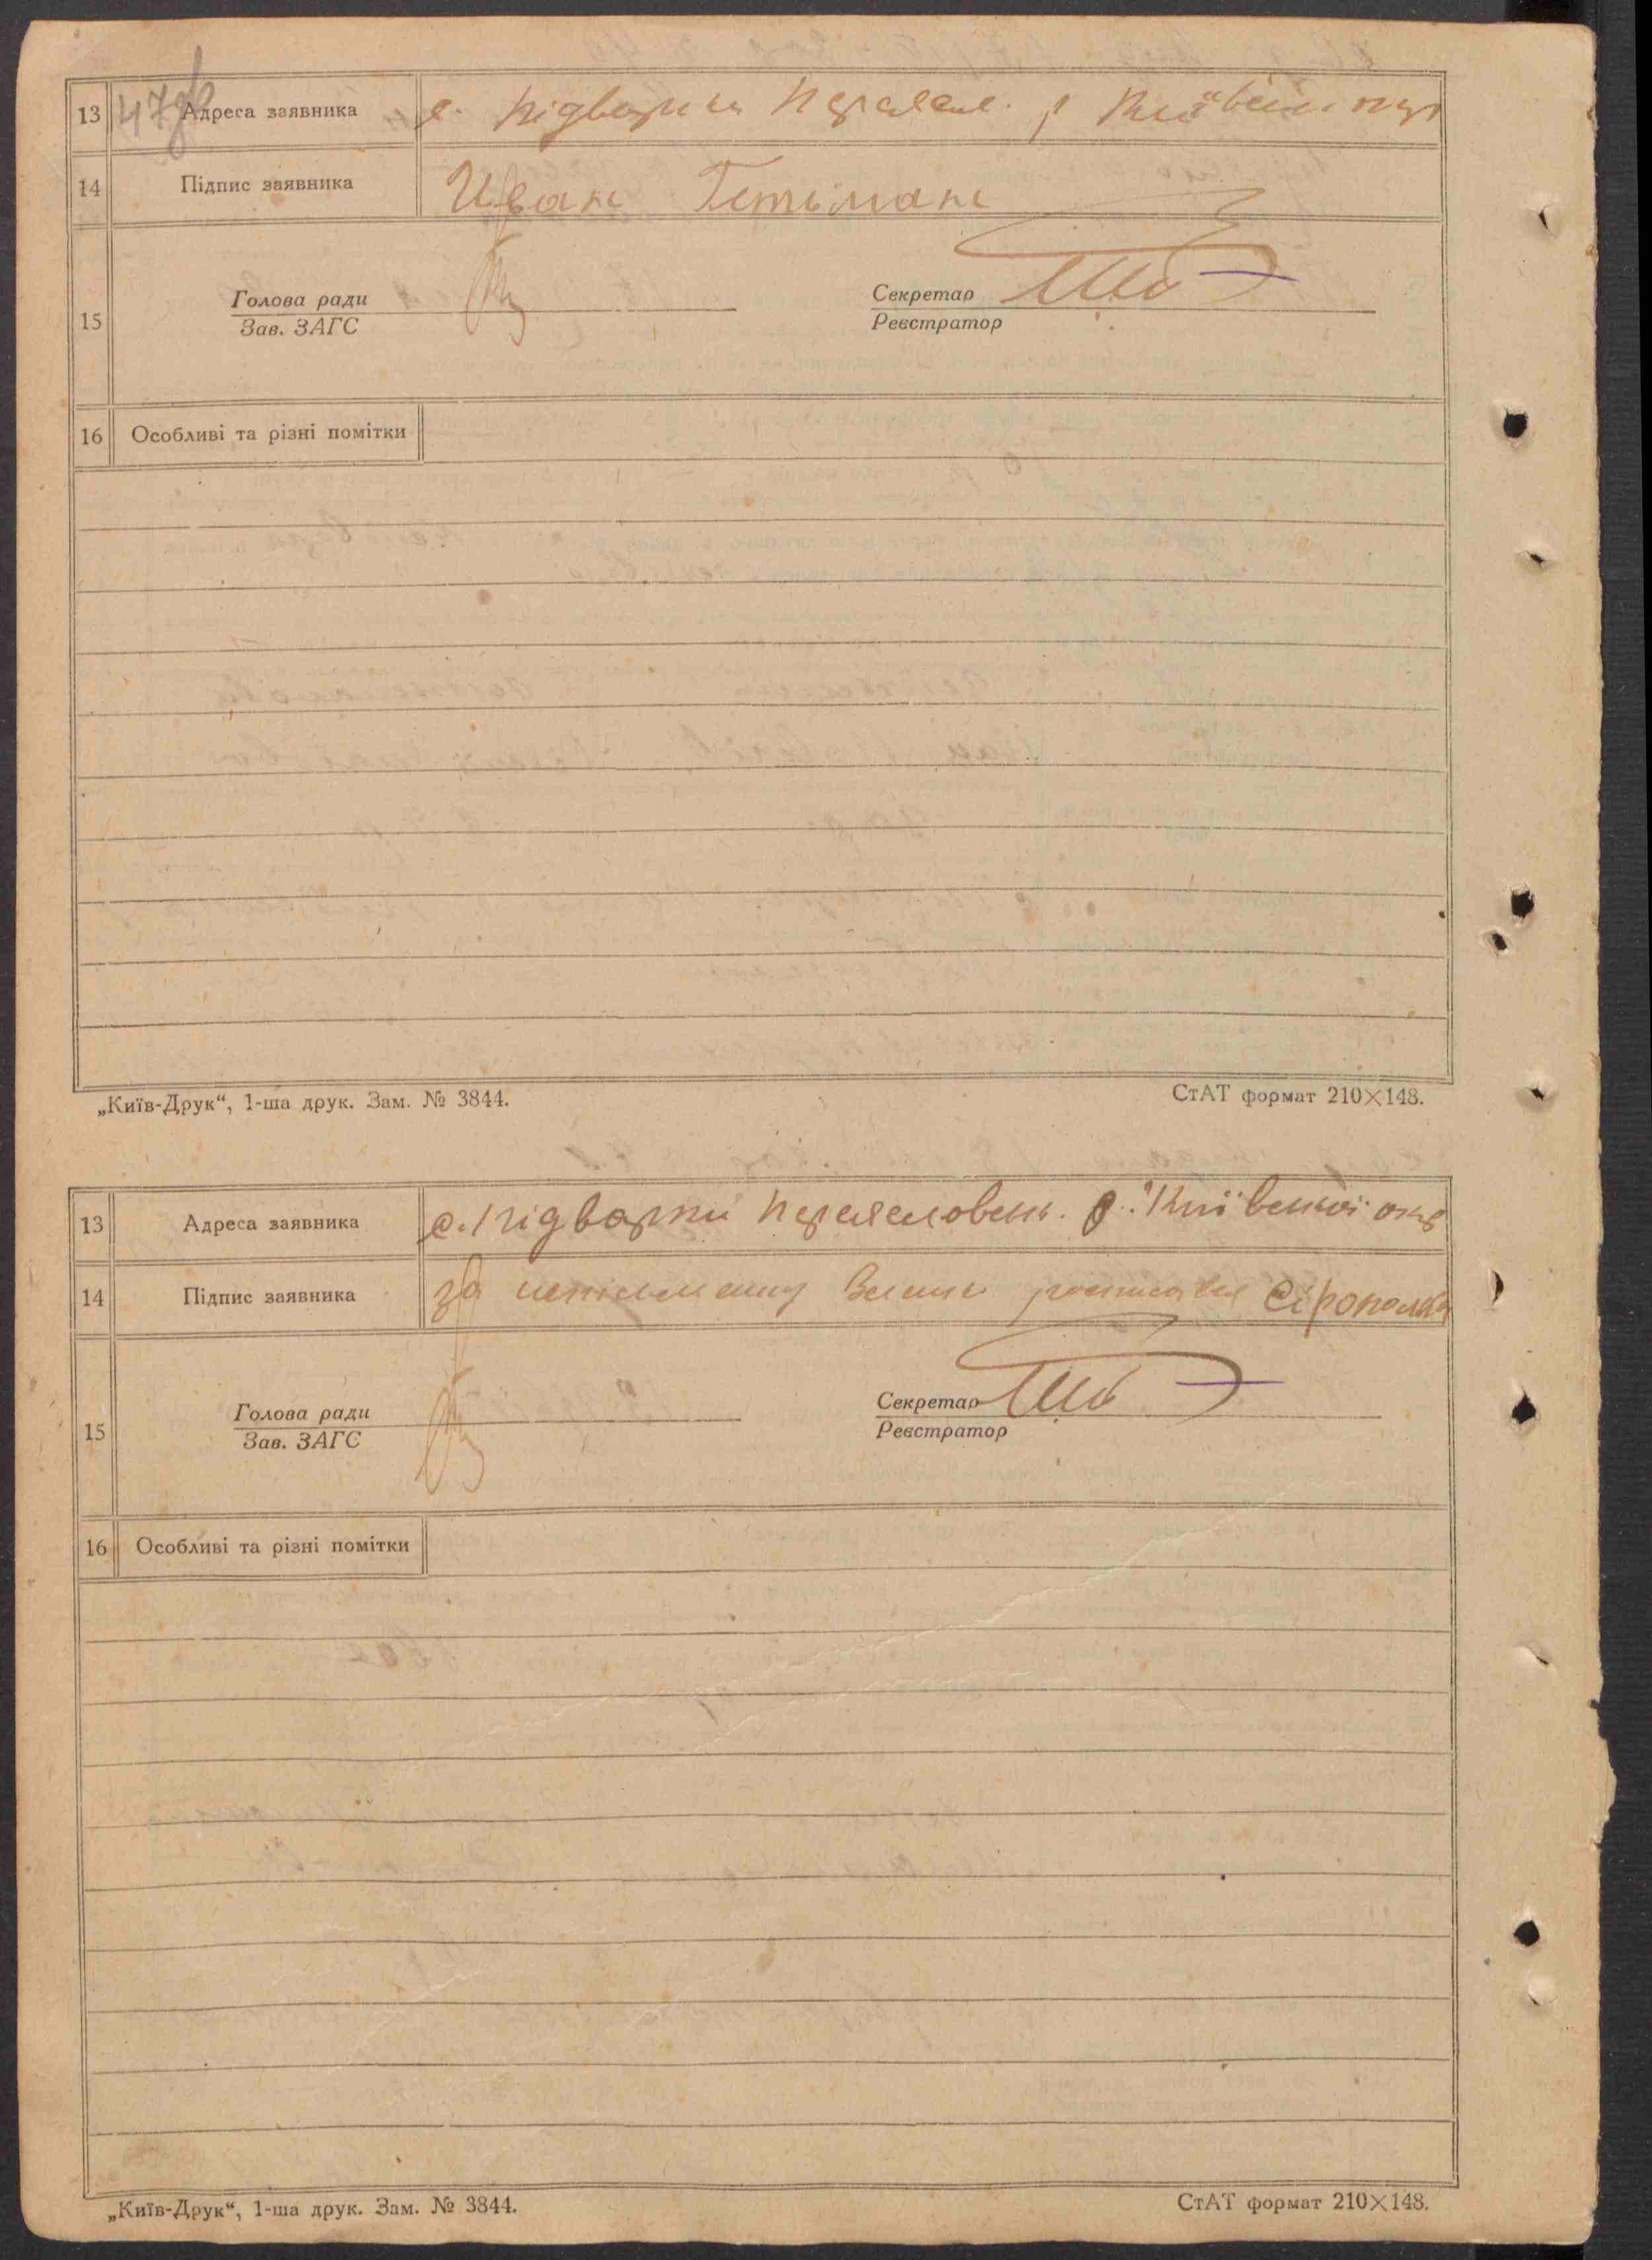 47зв
13 Адреса заявника с. Підварки Переясл. р Київськ. окр
14 Підпис заявника Иван Гетьман
Голова ради Секретар
15 Зав. ЗАГС Реєстратор
16 Особливі та різні помітки
„Київ-Друк“, 1-ша друк. Зам. № 3844. СтАТ формат 210×148.
13 Адреса заявника с. Підварки Переясловськ. р. Київської окр
14 Підпис заявника за неписьменну росписався Сірополко
Голова ради Секретар
15 Зав. ЗАГС Реєстратор
16 Особливі та різні помітки
„Київ-Друк“, 1-ша друк. Зам. № 3844. СтАТ формат 210×148.